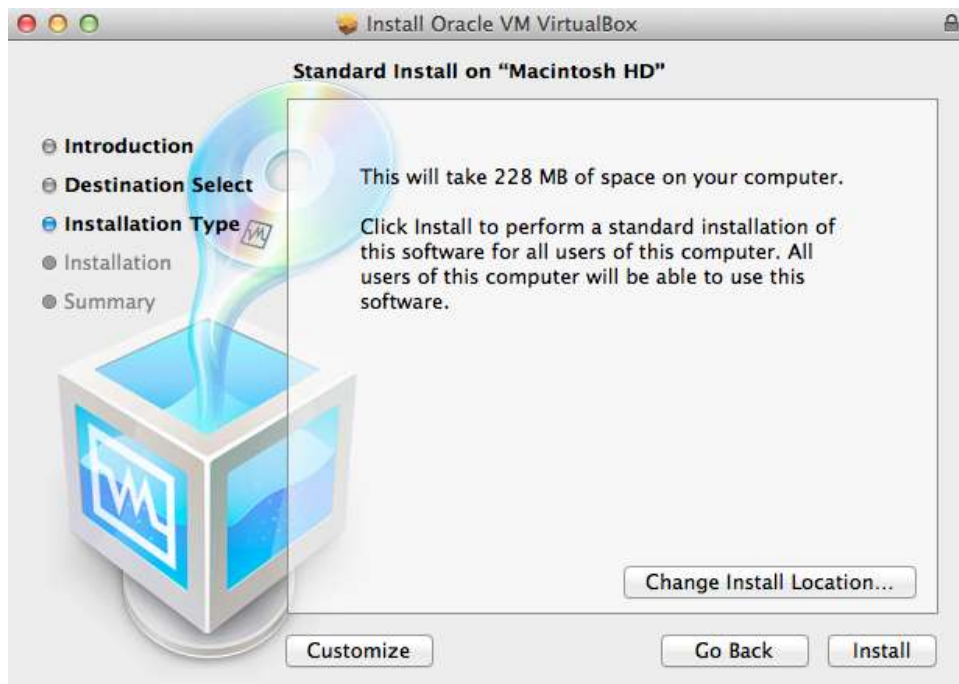 Install Oracle VM VirtualBox
Standard Install on “Macintosh HD”
Introduction
Destination Select
Installation Type
Installation
Summary
This will take 228 MB of space on your computer.
Click Install to perform a standard installation of
this software for all users of this computer. All
users of this computer will be able to use this
software.
Change Install Location...
Customize
Go Back
Install